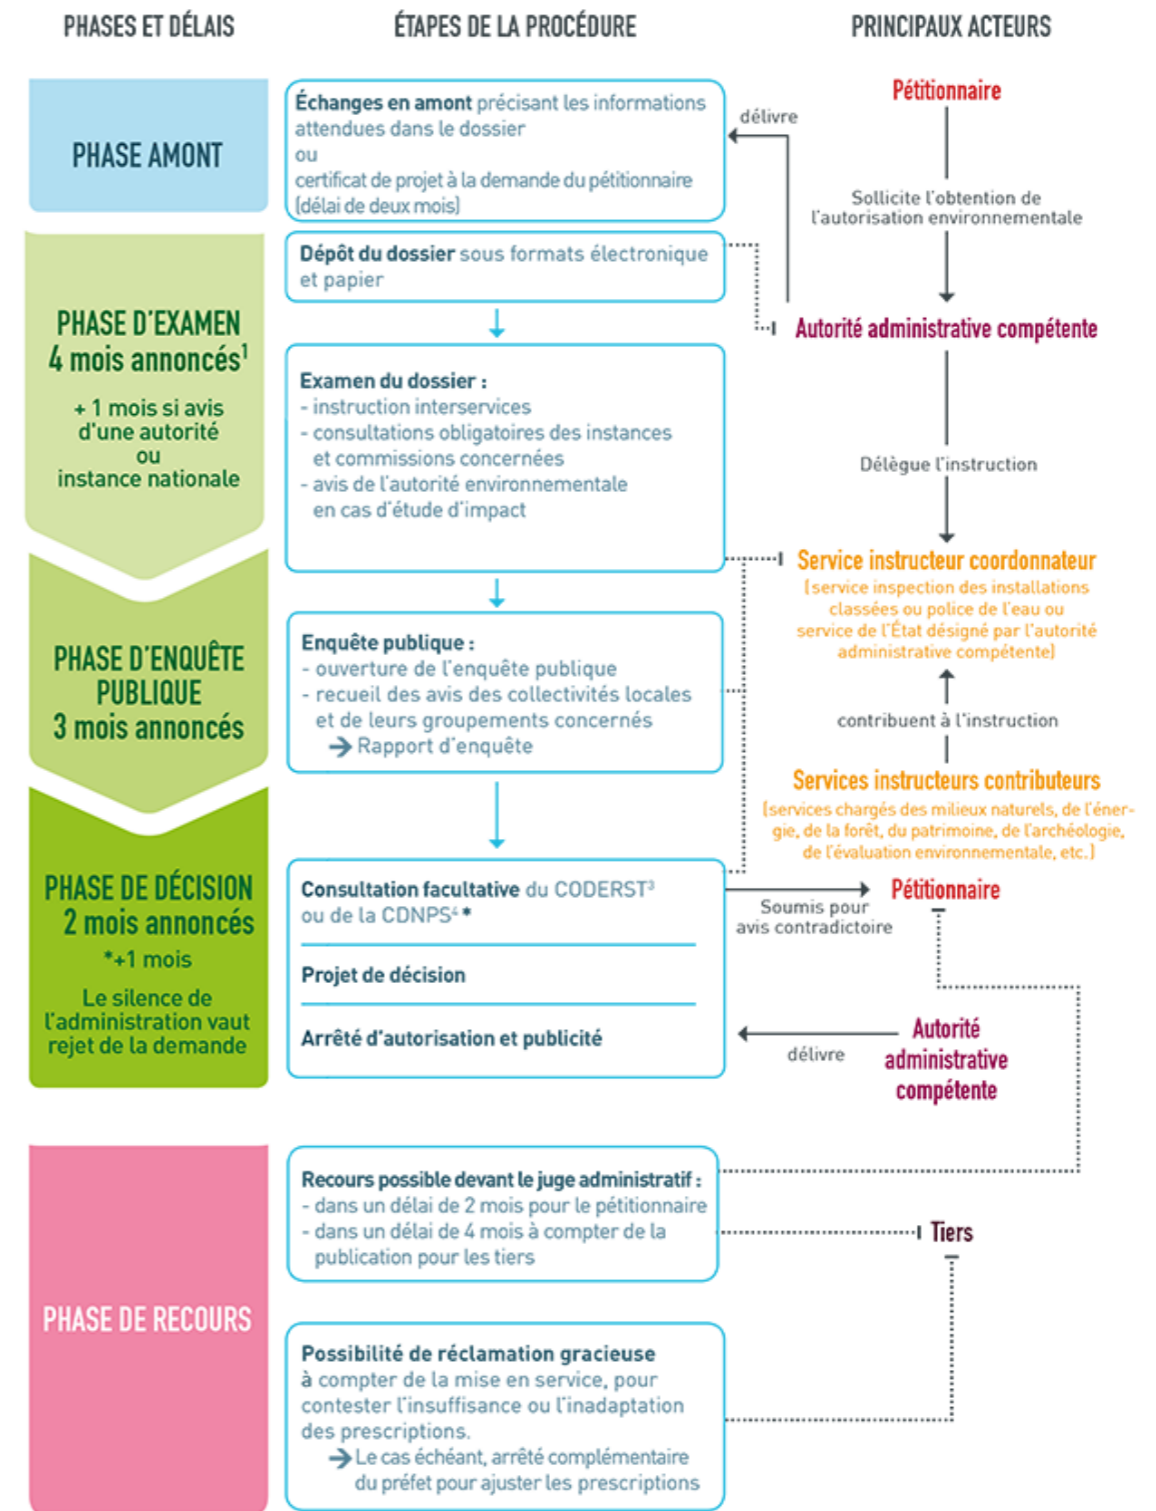 PHASES ET DÉLAIS
ÉTAPES DE LA PROCÉDURE
PRINCIPAUX ACTEURS
PHASE AMONT
Échanges en amont précisant les informations
attendues dans le dossier
ou
certificat de projet à la demande du pétitionnaire
(délai de deux mois)
délivre
Pétitionnaire
Sollicite l'obtention de
l'autorisation environnementale
PHASE D'EXAMEN
4 mois annoncés¹
+ 1 mois si avis
d'une autorité
ou
instance nationale
Dépôt du dossier sous formats électronique
et papier
Autorité administrative compétente
Examen du dossier :
- instruction interservices
- consultations obligatoires des instances
et commissions concernées
- avis de l'autorité environnementale
en cas d'étude d'impact
Délègue l'instruction
Service instructeur coordonnateur
(service inspection des installations
classées ou police de l'eau ou
service de l'État désigné par l'autorité
administrative compétente)
PHASE D'ENQUÊTE
PUBLIQUE
3 mois annoncés
Enquête publique :
- ouverture de l'enquête publique
- recueil des avis des collectivités locales
et de leurs groupements concernés
→ Rapport d'enquête
contribuent à l'instruction
Services instructeurs contributeurs
(services chargés des milieux naturels, de l'éner-
gie, de la forêt, du patrimoine, de l'archéologie,
de l'évaluation environnementale, etc.)
PHASE DE DÉCISION
2 mois annoncés
*+1 mois
Le silence de
l'administration vaut
rejet de la demande
Consultation facultative du CODERST³
ou de la CDNPS⁴ *
Projet de décision
Arrêté d'autorisation et publicité
Pétitionnaire
Soumis pour
avis contradictoire
Autorité
administrative
compétente
délivre
PHASE DE RECOURS
Recours possible devant le juge administratif :
- dans un délai de 2 mois pour le pétitionnaire
- dans un délai de 4 mois à compter de la
publication pour les tiers
Tiers
Possibilité de réclamation gracieuse
à compter de la mise en service, pour
contester l'insuffisance ou l'inadaptation
des prescriptions.
→ Le cas échéant, arrêté complémentaire
du préfet pour ajuster les prescriptions